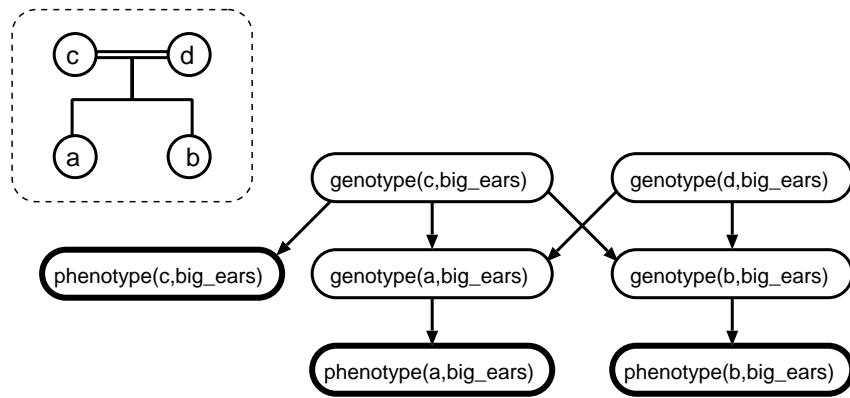 c d
a b
genotype(c,big_ears) genotype(d,big_ears)
phenotype(c,big_ears) genotype(a,big_ears) genotype(b,big_ears)
phenotype(a,big_ears) phenotype(b,big_ears)